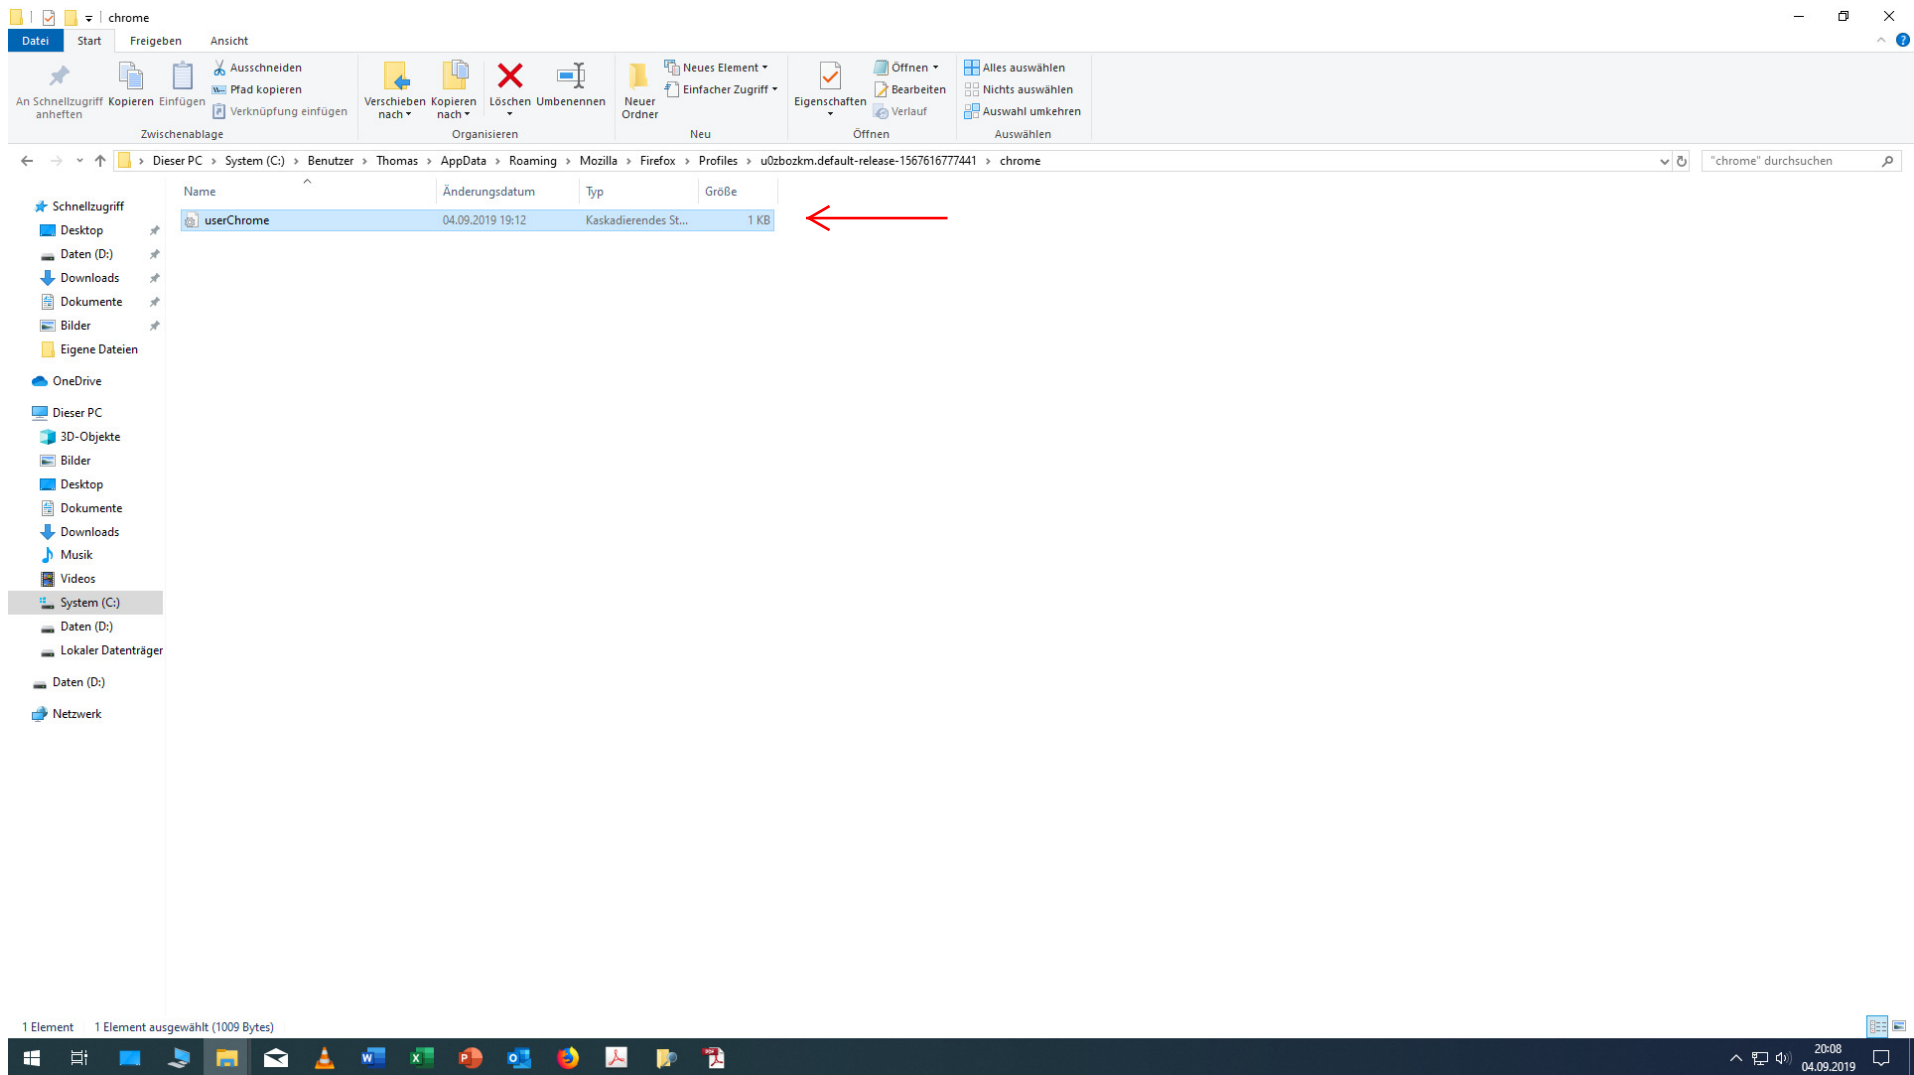 chrome
Datei Start Freigeben Ansicht
An Schnellzugriff anheften
Kopieren
Einfügen
Ausschneiden
Pfad kopieren
Verknüpfung einfügen
Zwischenablage
Verschieben nach
Kopieren nach
Löschen
Umbenennen
Organisieren
Neuer Ordner
Neues Element
Einfacher Zugriff
Neu
Eigenschaften
Öffnen
Bearbeiten
Verlauf
Öffnen
Alles auswählen
Nichts auswählen
Auswahl umkehren
Auswählen
Dieser PC > System (C:) > Benutzer > Thomas > AppData > Roaming > Mozilla > Firefox > Profiles > u0zbozkm.default-release-1567616777441 > chrome
"chrome" durchsuchen
Name Änderungsdatum Typ Größe
userChrome 04.09.2019 19:12 Kaskadierendes St... 1 KB
Schnellzugriff
Desktop
Daten (D:)
Downloads
Dokumente
Bilder
Eigene Dateien
OneDrive
Dieser PC
3D-Objekte
Bilder
Desktop
Dokumente
Downloads
Musik
Videos
System (C:)
Daten (D:)
Lokaler Datenträger
Daten (D:)
Netzwerk
1 Element 1 Element ausgewählt (1009 Bytes)
20:08
04.09.2019